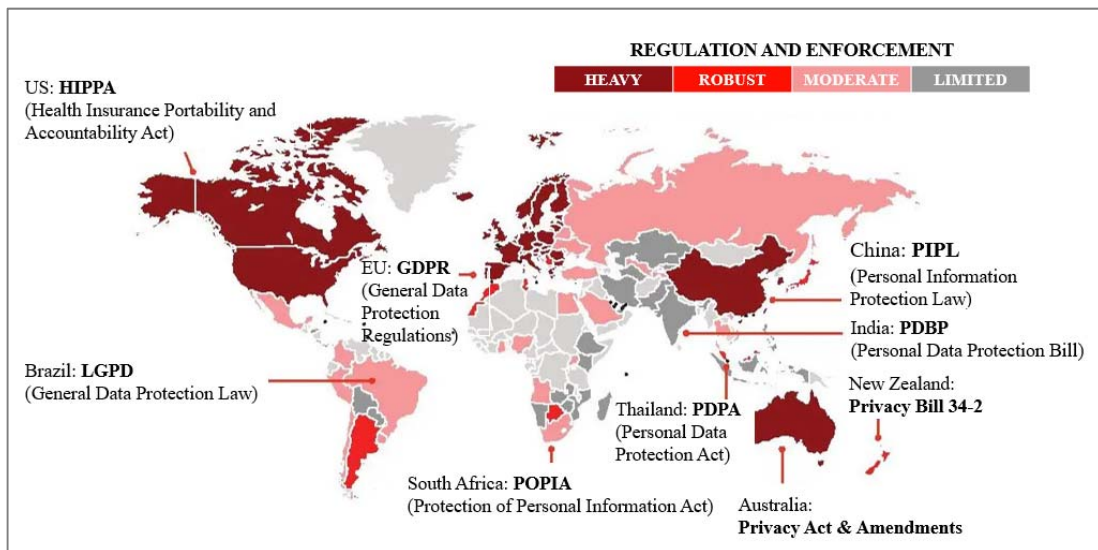 REGULATION AND ENFORCEMENT
HEAVY ROBUST MODERATE LIMITED
US: HIPPA
(Health Insurance Portability and
Accountability Act)
EU: GDPR
(General Data
Protection
Regulations)
China: PIPL
(Personal Information
Protection Law)
India: PDBP
(Personal Data Protection Bill)
Brazil: LGPD
(General Data Protection Law)
New Zealand:
Privacy Bill 34-2
Thailand: PDPA
(Personal Data
Protection Act)
South Africa: POPIA
(Protection of Personal Information Act)
Australia:
Privacy Act & Amendments